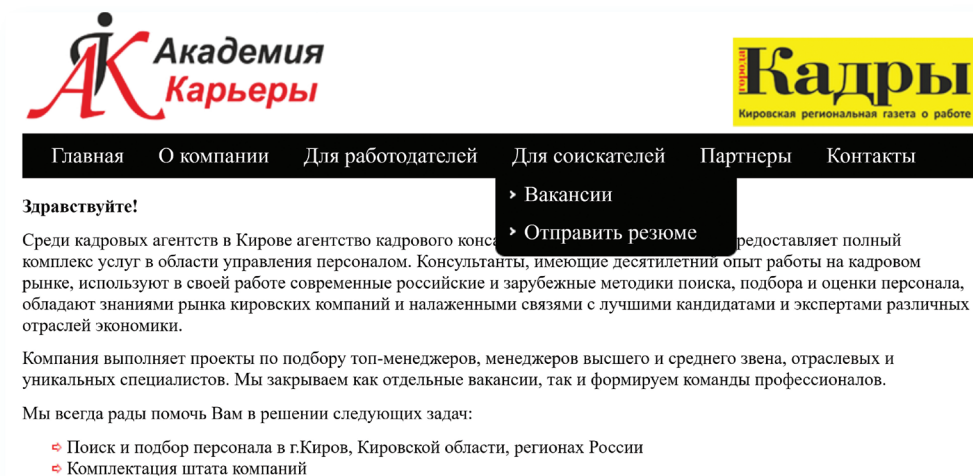 Академия
Карьеры
города
Кадры
Кировская региональная газета о работе
Главная О компании Для работодателей Для соискателей Партнеры Контакты
Вакансии
Отправить резюме
Здравствуйте!
Среди кадровых агентств в Кирове агентство кадрового полный
комплекс услуг в области управления персоналом. Консультанты, имеющие десятилетний опыт работы на кадровом
рынке, используют в своей работе современные российские и зарубежные методики поиска, подбора и оценки персонала,
обладают знаниями рынка кировских компаний и налаженными связями с лучшими кандидатами и экспертами различных
отраслей экономики.
Компания выполняет проекты по подбору топ-менеджеров, менеджеров высшего и среднего звена, отраслевых и
уникальных специалистов. Мы закрываем как отдельные вакансии, так и формируем команды профессионалов.
Мы всегда рады помочь Вам в решении следующих задач:
Поиск и подбор персонала в г.Киров, Кировской области, регионах России
Комплектация штата компаний